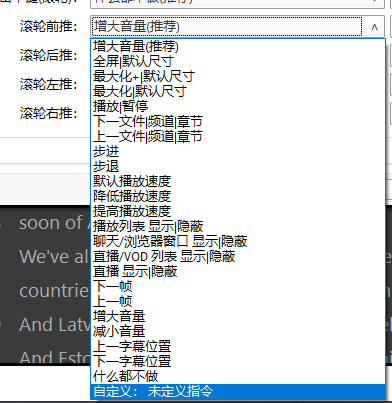 什么都不做(推荐)
滚轮前推: 增大音量(推荐)
滚轮后推:
滚轮左推:
滚轮右推:
增大音量(推荐)
全屏|默认尺寸
最大化+|默认尺寸
最大化|默认尺寸
播放|暂停
下一文件|频道|章节
上一文件|频道|章节
步进
步退
默认播放速度
降低播放速度
提高播放速度
播放列表 显示|隐蔽
聊天/浏览器窗口 显示|隐蔽
直播/VOD 列表 显示|隐蔽
直播 显示|隐蔽
下一帧
上一帧
增大音量
减小音量
上一字幕位置
下一字幕位置
什么都不做
自定义: 未定义指令
soon of
We've al
countrie
And Latv
And Esto